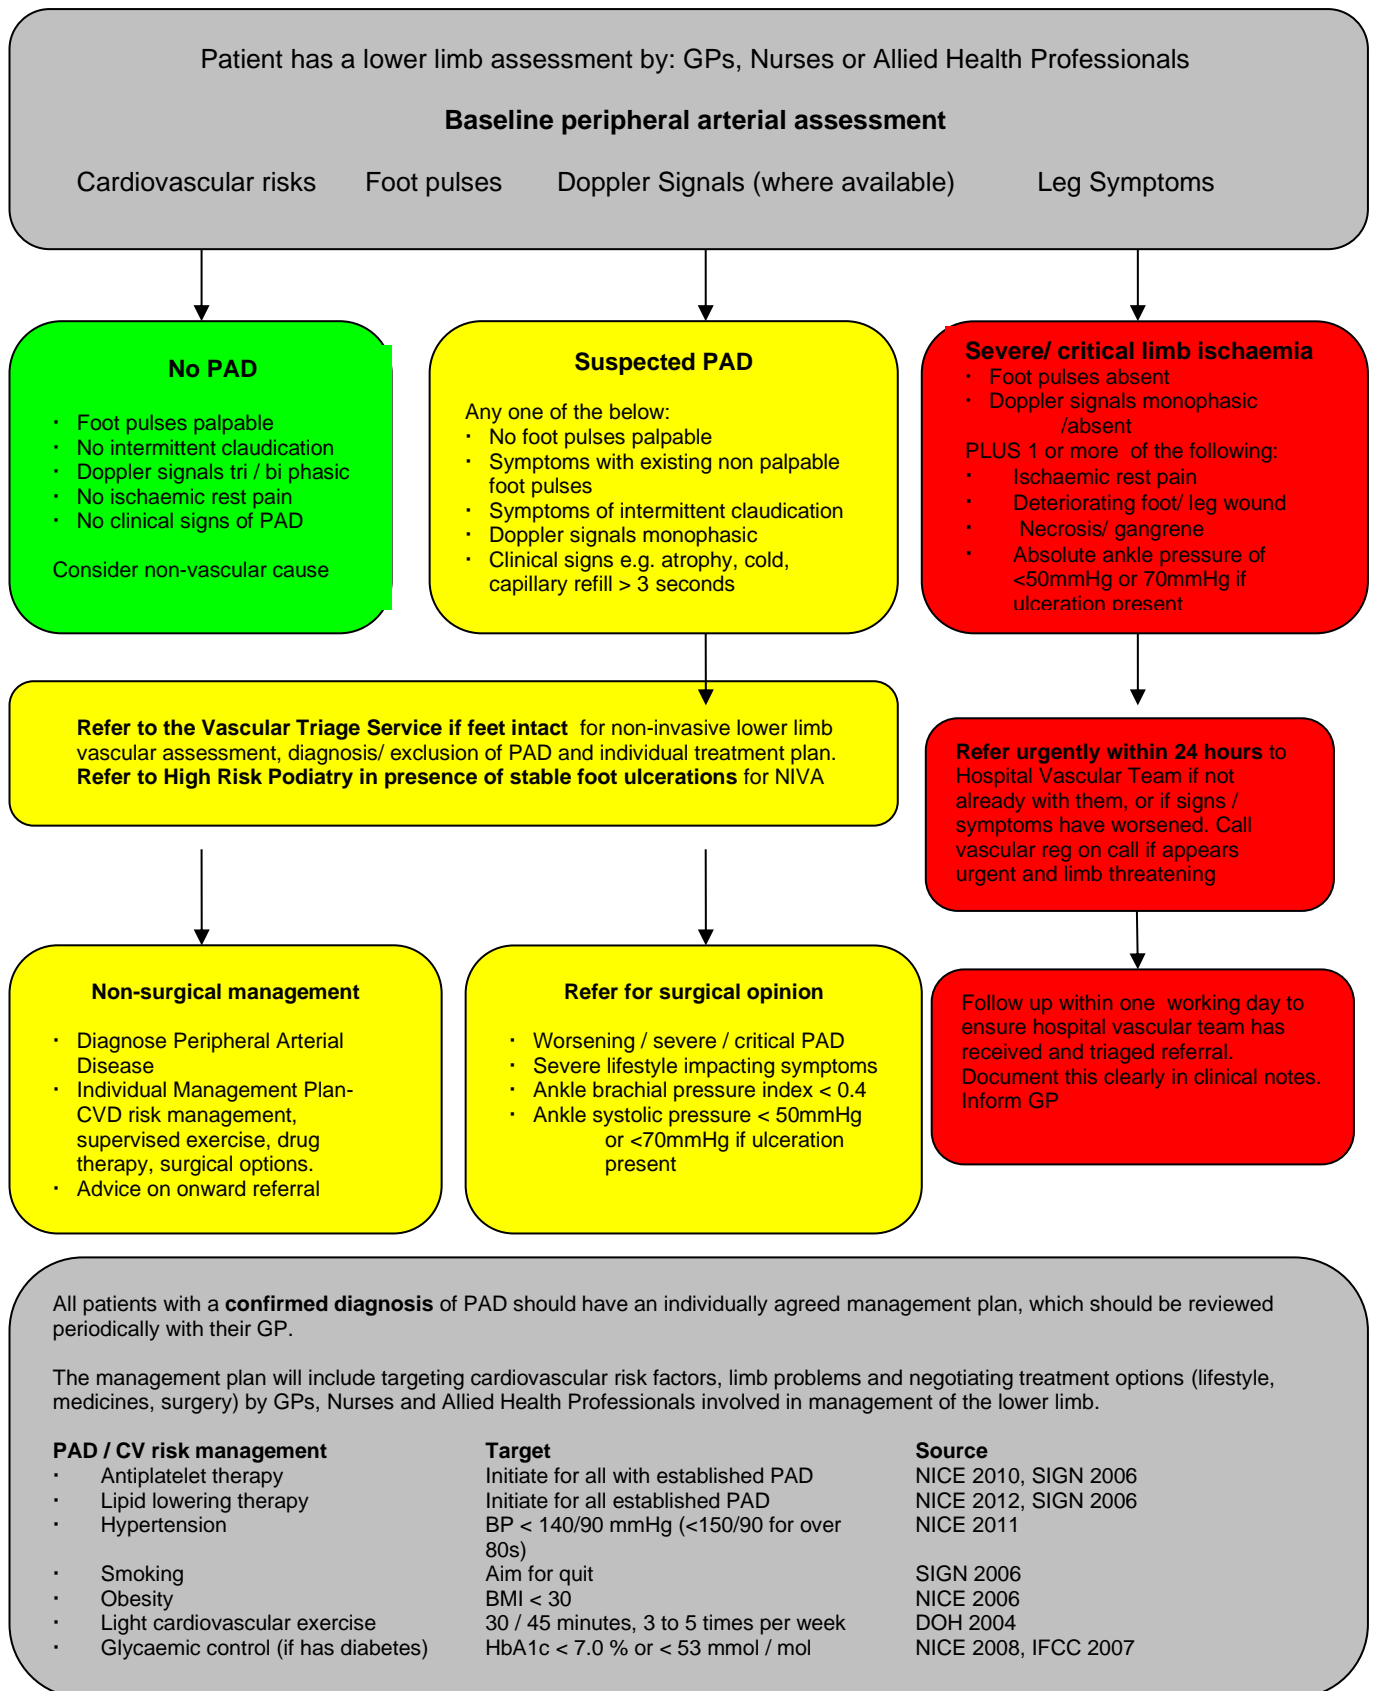 Patient has a lower limb assessment by: GPs, Nurses or Allied Health Professionals
Baseline peripheral arterial assessment
Cardiovascular risks Foot pulses Doppler Signals (where available) Leg Symptoms
No PAD
· Foot pulses palpable
· No intermittent claudication
· Doppler signals tri / bi phasic
· No ischaemic rest pain
· No clinical signs of PAD
Consider non-vascular cause
Suspected PAD
Any one of the below:
· No foot pulses palpable
· Symptoms with existing non palpable
foot pulses
· Symptoms of intermittent claudication
· Doppler signals monophasic
· Clinical signs e.g. atrophy, cold,
capillary refill > 3 seconds
Severe/ critical limb ischaemia
· Foot pulses absent
· Doppler signals monophasic
/absent
PLUS 1 or more of the following:
· Ischaemic rest pain
· Deteriorating foot/ leg wound
· Necrosis/ gangrene
· Absolute ankle pressure of
<50mmHg or 70mmHg if
ulceration present
Refer to the Vascular Triage Service if feet intact for non-invasive lower limb
vascular assessment, diagnosis/ exclusion of PAD and individual treatment plan.
Refer to High Risk Podiatry in presence of stable foot ulcerations for NIVA
Refer urgently within 24 hours to
Hospital Vascular Team if not
already with them, or if signs /
symptoms have worsened. Call
vascular reg on call if appears
urgent and limb threatening
Non-surgical management
· Diagnose Peripheral Arterial
Disease
· Individual Management Plan-
CVD risk management,
supervised exercise, drug
therapy, surgical options.
· Advice on onward referral
Refer for surgical opinion
· Worsening / severe / critical PAD
· Severe lifestyle impacting symptoms
· Ankle brachial pressure index < 0.4
· Ankle systolic pressure < 50mmHg
or <70mmHg if ulceration
present
Follow up within one working day to
ensure hospital vascular team has
received and triaged referral.
Document this clearly in clinical notes.
Inform GP
All patients with a confirmed diagnosis of PAD should have an individually agreed management plan, which should be reviewed
periodically with their GP.
The management plan will include targeting cardiovascular risk factors, limb problems and negotiating treatment options (lifestyle,
medicines, surgery) by GPs, Nurses and Allied Health Professionals involved in management of the lower limb.
PAD / CV risk management Target Source
· Antiplatelet therapy Initiate for all with established PAD NICE 2010, SIGN 2006
· Lipid lowering therapy Initiate for all established PAD NICE 2012, SIGN 2006
· Hypertension BP < 140/90 mmHg (<150/90 for over NICE 2011
80s)
· Smoking Aim for quit SIGN 2006
· Obesity BMI < 30 NICE 2006
· Light cardiovascular exercise 30 / 45 minutes, 3 to 5 times per week DOH 2004
· Glycaemic control (if has diabetes) HbA1c < 7.0 % or < 53 mmol / mol NICE 2008, IFCC 2007